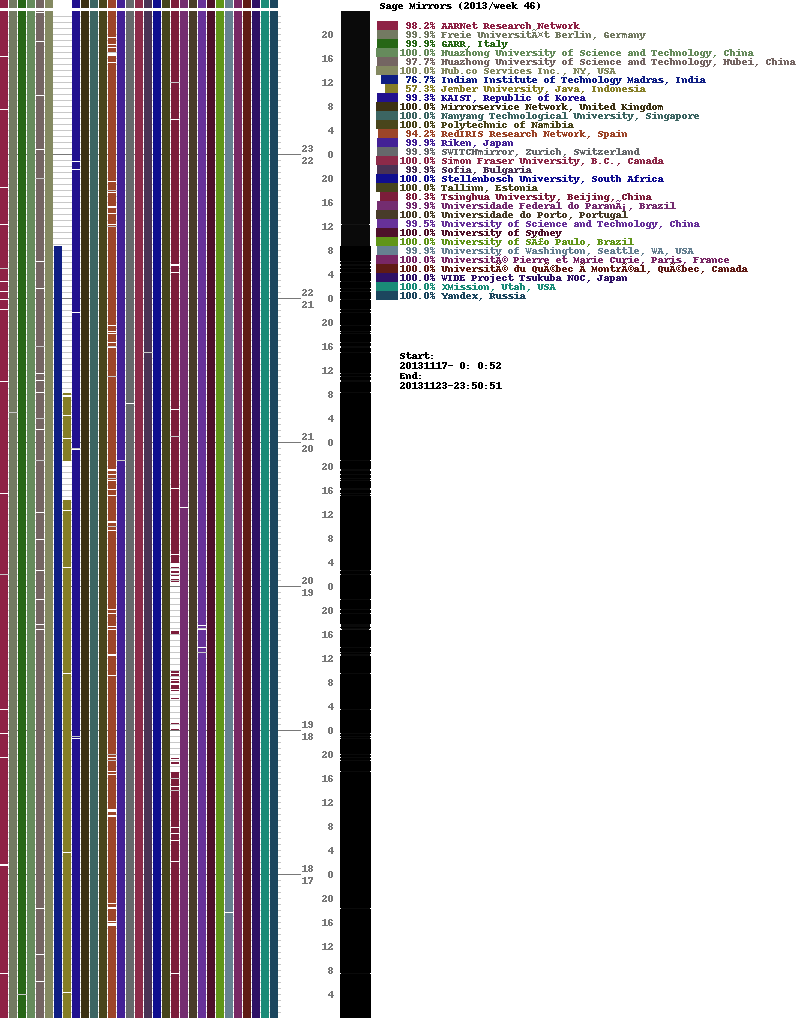 Sage Mirrors (2013/week 46)
98.2% AARNet Research Network
99.9% Freie UniversitÃ×t Berlin, Germany
99.9% GARR, Italy
100.0% Huazhong University of Science and Technology, China
97.7% Huazhong University of Science and Technology, Hubei, China
100.0% Hub.co Services Inc., NY, USA
76.7% Indian Institute of Technology Madras, India
57.3% Jember University, Java, Indonesia
99.3% KAIST, Republic of Korea
100.0% Mirrorservice Network, United Kingdom
100.0% Nanyang Technological University, Singapore
100.0% Polytechnic of Namibia
94.2% RedIRIS Research Network, Spain
99.9% Riken, Japan
99.9% SWITCHmirror, Zurich, Switzerland
100.0% Simon Fraser University, B.C., Canada
99.9% Sofia, Bulgaria
100.0% Stellenbosch University, South Africa
100.0% Tallinn, Estonia
80.3% Tsinghua University, Beijing, China
99.9% Universidade Federal do ParanÃ¡, Brazil
100.0% Universidade do Porto, Portugal
99.5% University of Science and Technology, China
100.0% University of Sydney
100.0% University of SÃ£o Paulo, Brazil
99.9% University of Washington, Seattle, WA, USA
100.0% UniversitÃ© Pierre et Marie Curie, Paris, France
100.0% UniversitÃ© du QuÃ©bec A MontrÃ©al, QuÃ©bec, Canada
100.0% WIDE Project Tsukuba NOC, Japan
100.0% XMission, Utah, USA
100.0% Yandex, Russia
Start:
20131117- 0: 0:52
End:
20131123-23:50:51
20
16
12
8
4
23
0
22
20
16
12
8
4
22
0
21
20
16
12
8
4
21
0
20
20
16
12
8
4
20
0
19
20
16
12
8
4
19
0
18
20
16
12
8
4
18
0
17
20
16
12
8
4